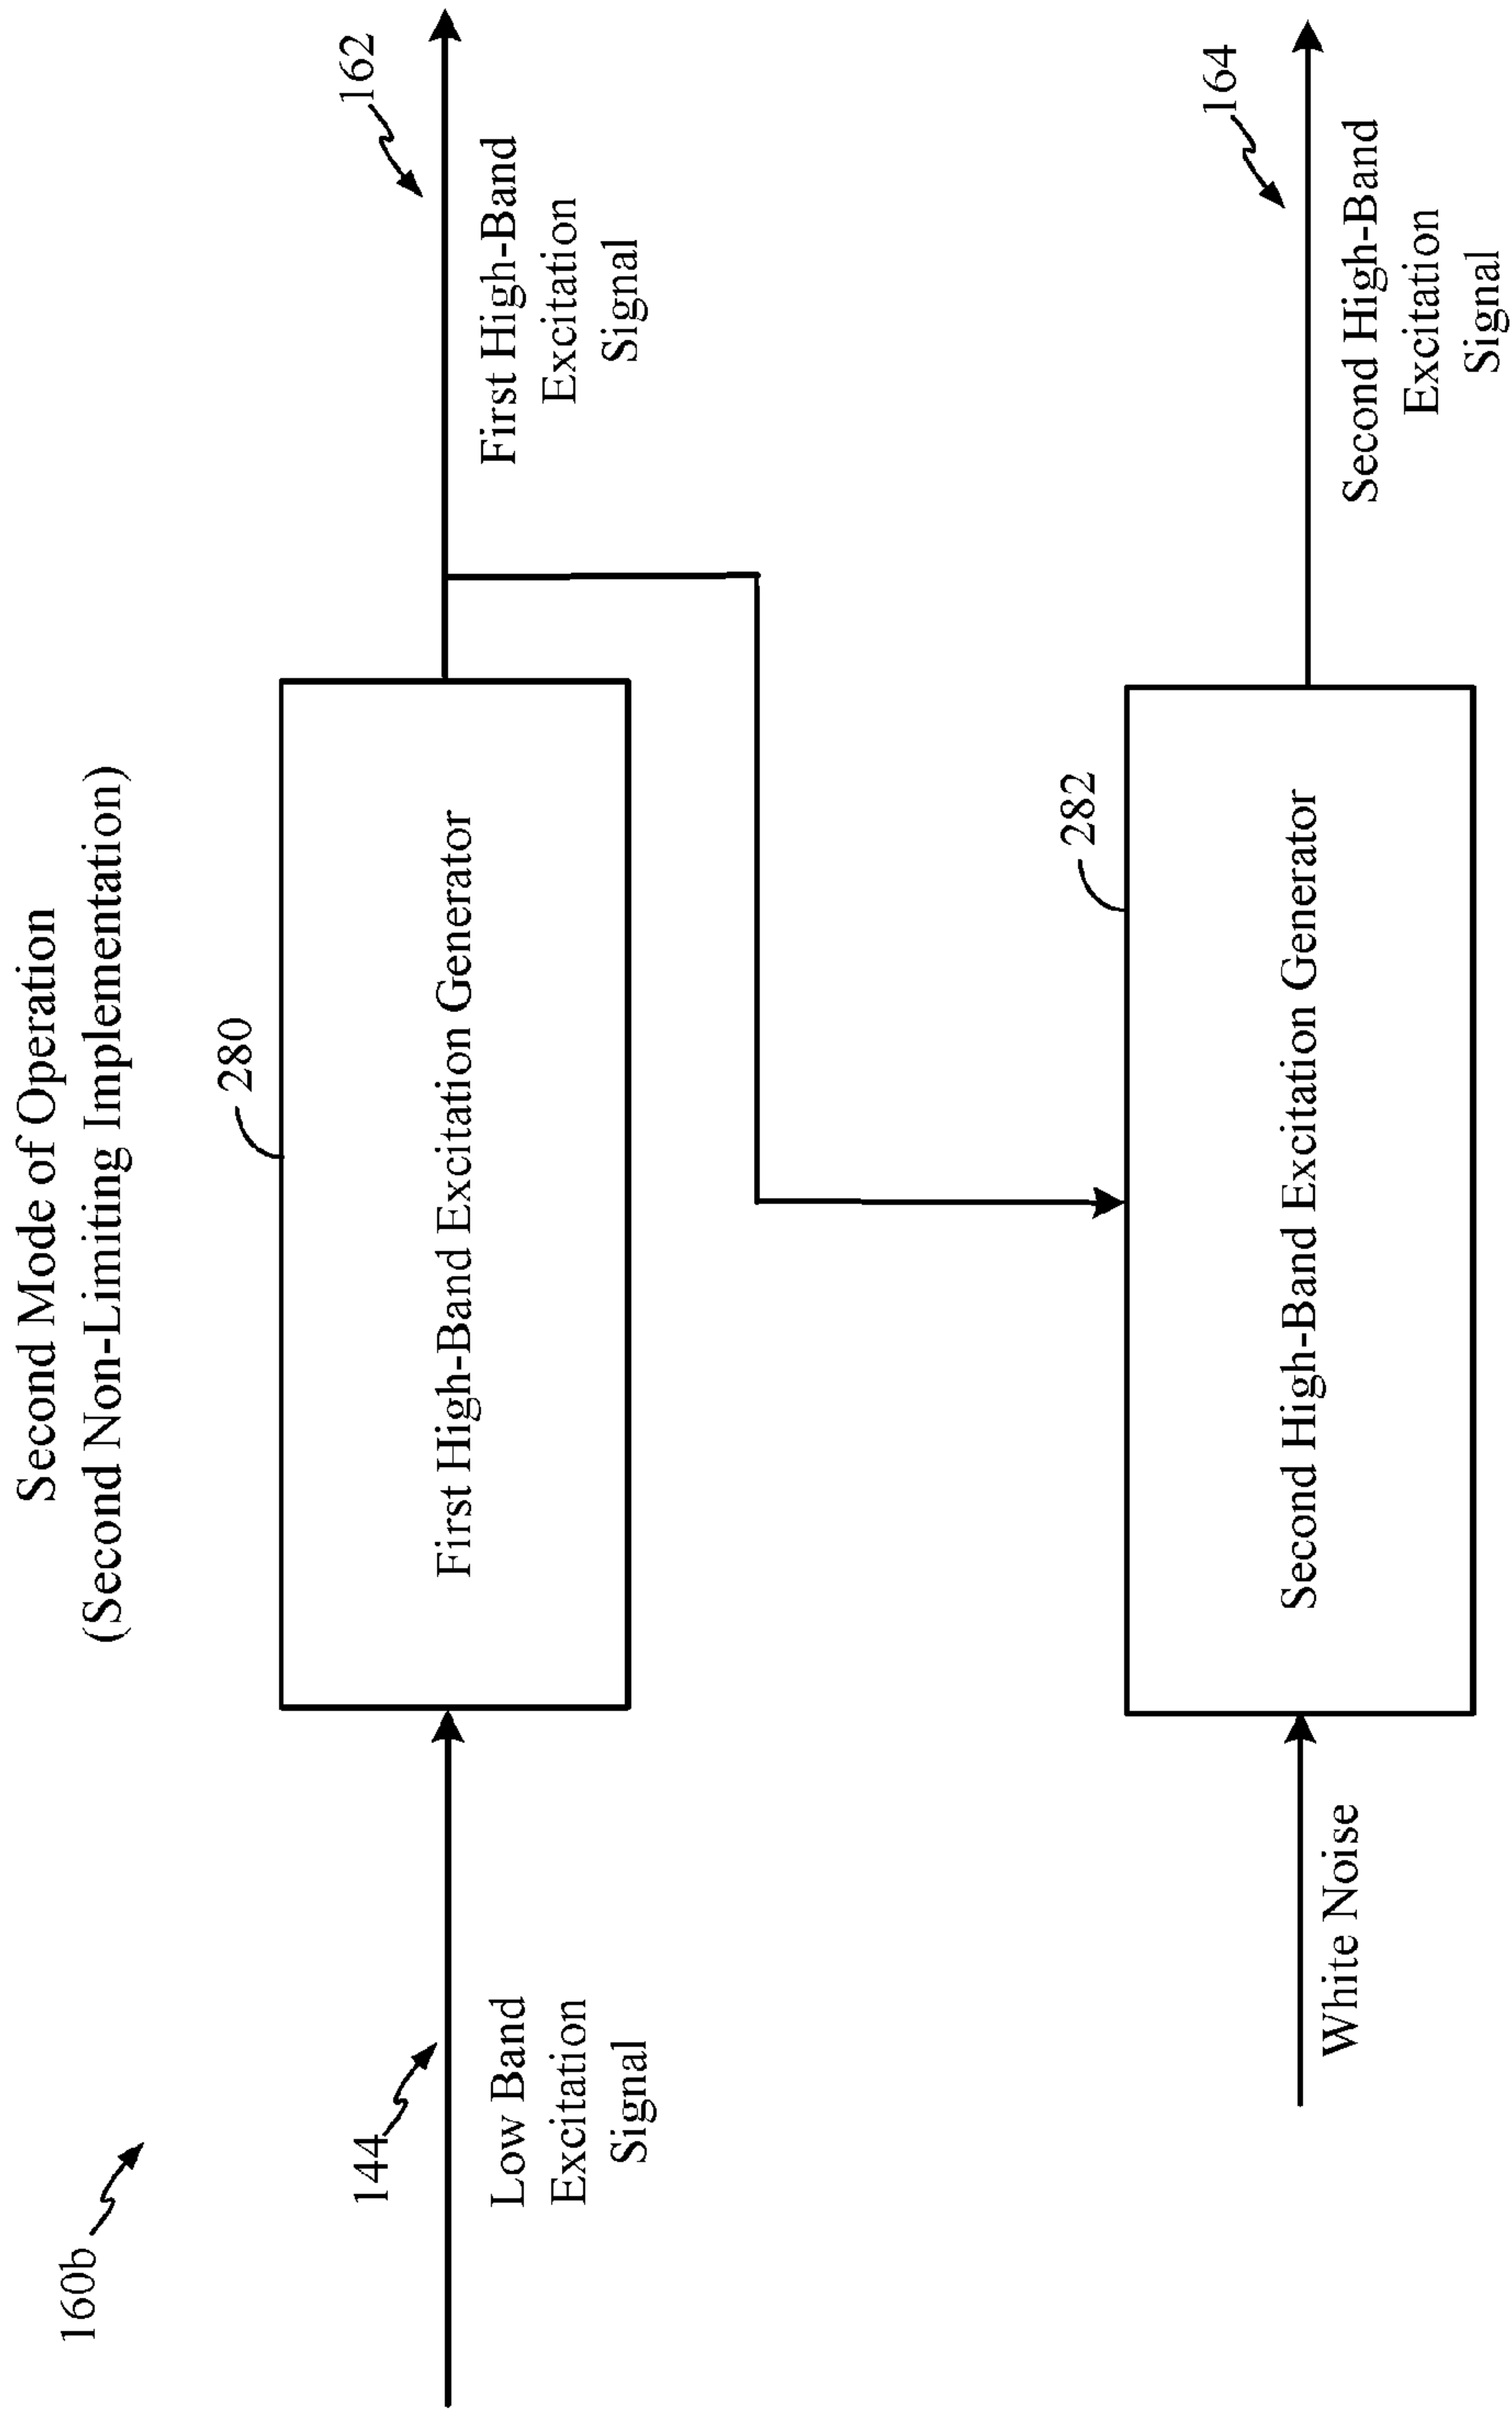 Second Mode of Operation
(Second Non-Limiting Implementation)
160b
280
144
Low Band
Excitation
Signal
First High-Band Excitation Generator
162
First High-Band
Excitation
Signal
282
White Noise
Second High-Band Excitation Generator
164
Second High-Band
Excitation
Signal